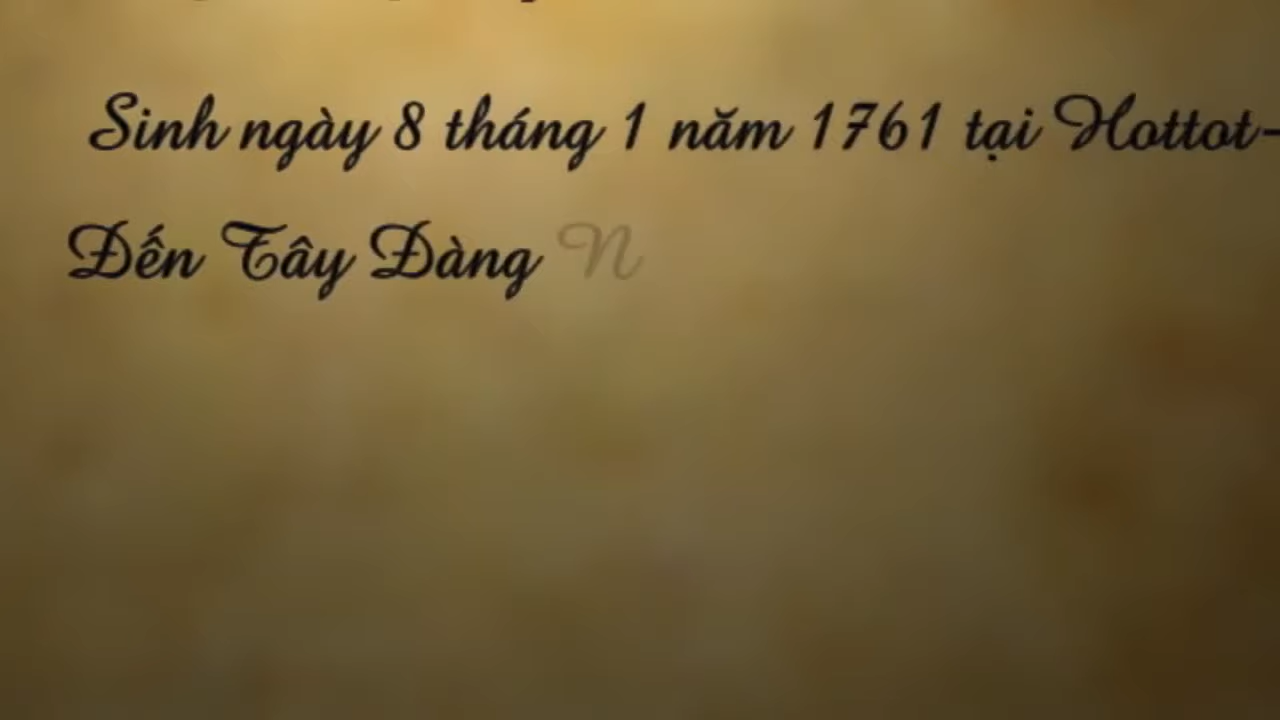 Sinh ngày 8 tháng 1 năm 1761 tại Hottot-
Đến Tây Đàng N